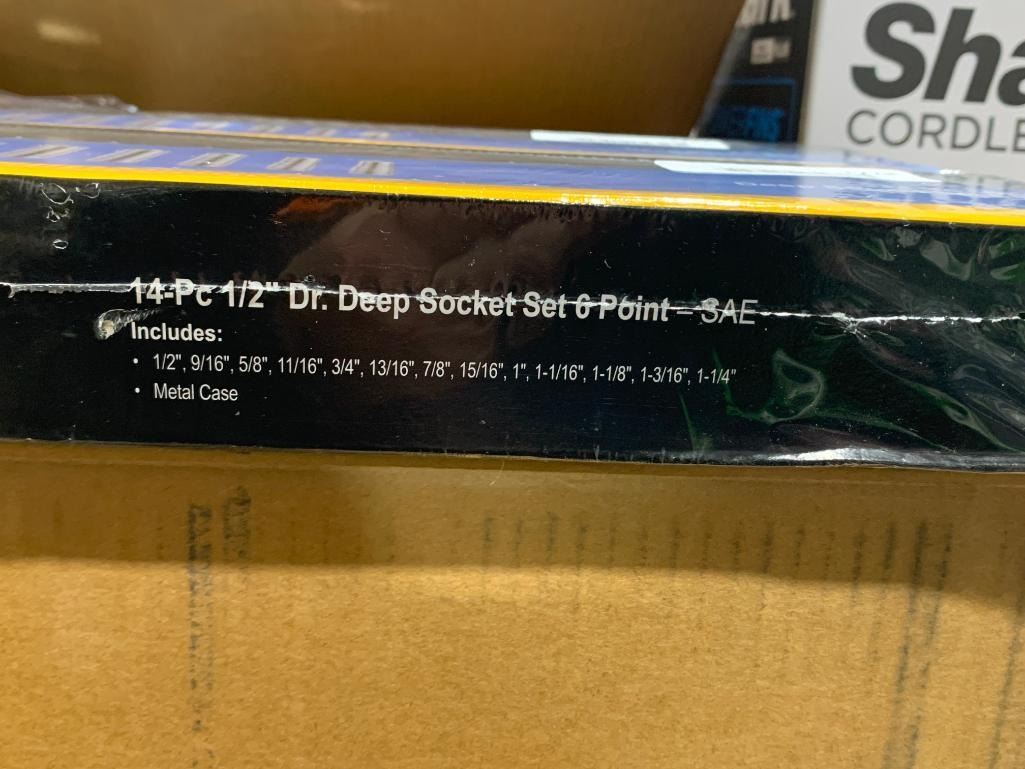 Sha
CORDLE
14-Pc 1/2" Dr. Deep Socket Set 6 Point – SAE
Includes:
• 1/2", 9/16", 5/8", 11/16", 3/4", 13/16", 7/8", 15/16", 1", 1-1/16", 1-1/8", 1-3/16", 1-1/4"
• Metal Case